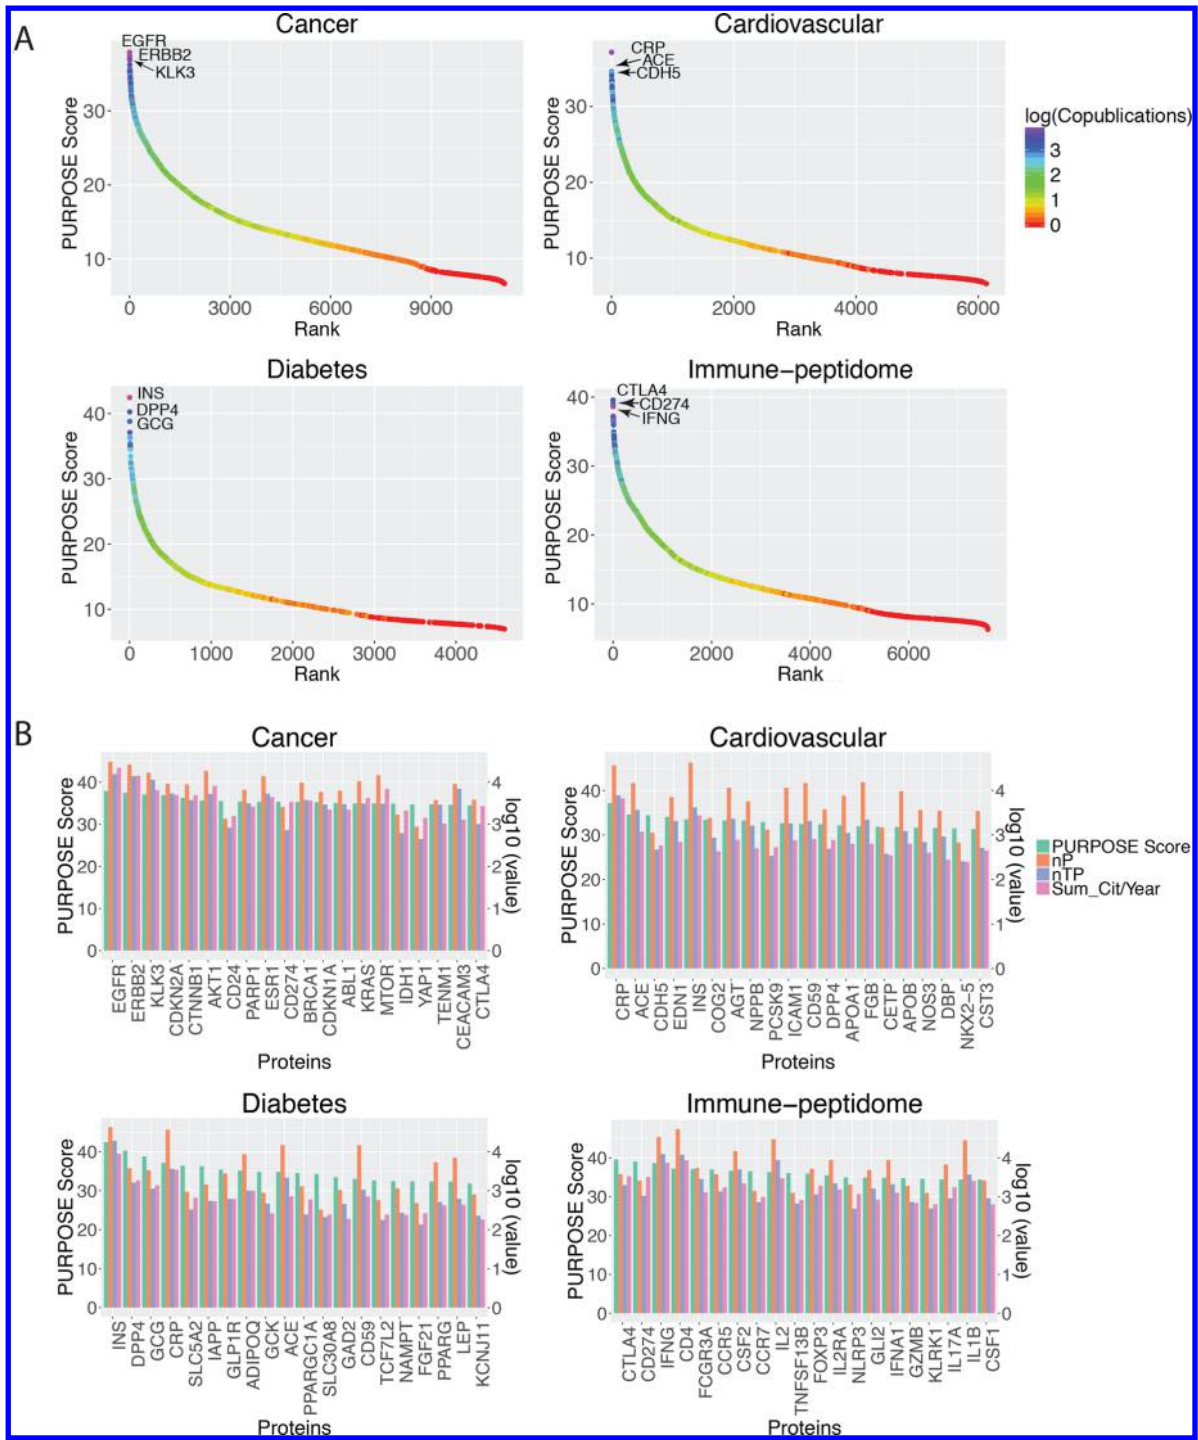 A
Cancer
EGFR
ERBB2
KLK3
PURPOSE Score
30
20
10
0
3000
6000
9000
Rank
Cardiovascular
CRP
ACE
CDH5
PURPOSE Score
30
20
10
0
2000
4000
6000
Rank
log(Copublications)
3
2
1
0
Diabetes
INS
DPP4
GCG
PURPOSE Score
40
30
20
10
0
1000
2000
3000
4000
Rank
Immune-peptidome
CTLA4
CD274
IFNG
PURPOSE Score
40
30
20
10
0
2000
4000
6000
Rank
B
Cancer
PURPOSE Score
40
30
20
10
0
log10 (value)
4
3
2
1
0
EGFR
ERBB2
KLK3
CDKN2A
CTNNB1
AKT1
CD24
PARP1
ESR1
CD274
BRCA1
CDKN1A
ABL1
KRAS
MTOR
IDH1
YAP1
TENM1
CEACAM3
CTLA4
Proteins
Cardiovascular
PURPOSE Score
40
30
20
10
0
log10 (value)
4
3
2
1
0
CRP
ACE
CDH5
EDN1
INS
COG2
AGT
NPPB
PCSK9
ICAM1
CD59
DPP4
APOA1
FGB
CETP
APOB
NOS3
DBP
NKX2-5
CST3
Proteins
PURPOSE Score
nP
nTP
Sum_Cit/Year
Diabetes
PURPOSE Score
40
30
20
10
0
log10 (value)
4
3
2
1
0
INS
DPP4
GCG
CRP
SLC5A2
IAPP
GLP1R
ADIPOQ
GCK
ACE
PPARGC1A
SLC30A8
GAD2
CD59
TCF7L2
NAMPT
FGF21
PPARG
LEP
KCNJ11
Proteins
Immune-peptidome
PURPOSE Score
40
30
20
10
0
log10 (value)
4
3
2
1
0
CTLA4
CD274
IFNG
CD4
FCGR3A
CCR5
CSF2
CCR7
IL2
TNFSF13B
FOXP3
IL2RA
NLRP3
GLI2
IFNA1
GZMB
KLRK1
IL17A
IL1B
CSF1
Proteins